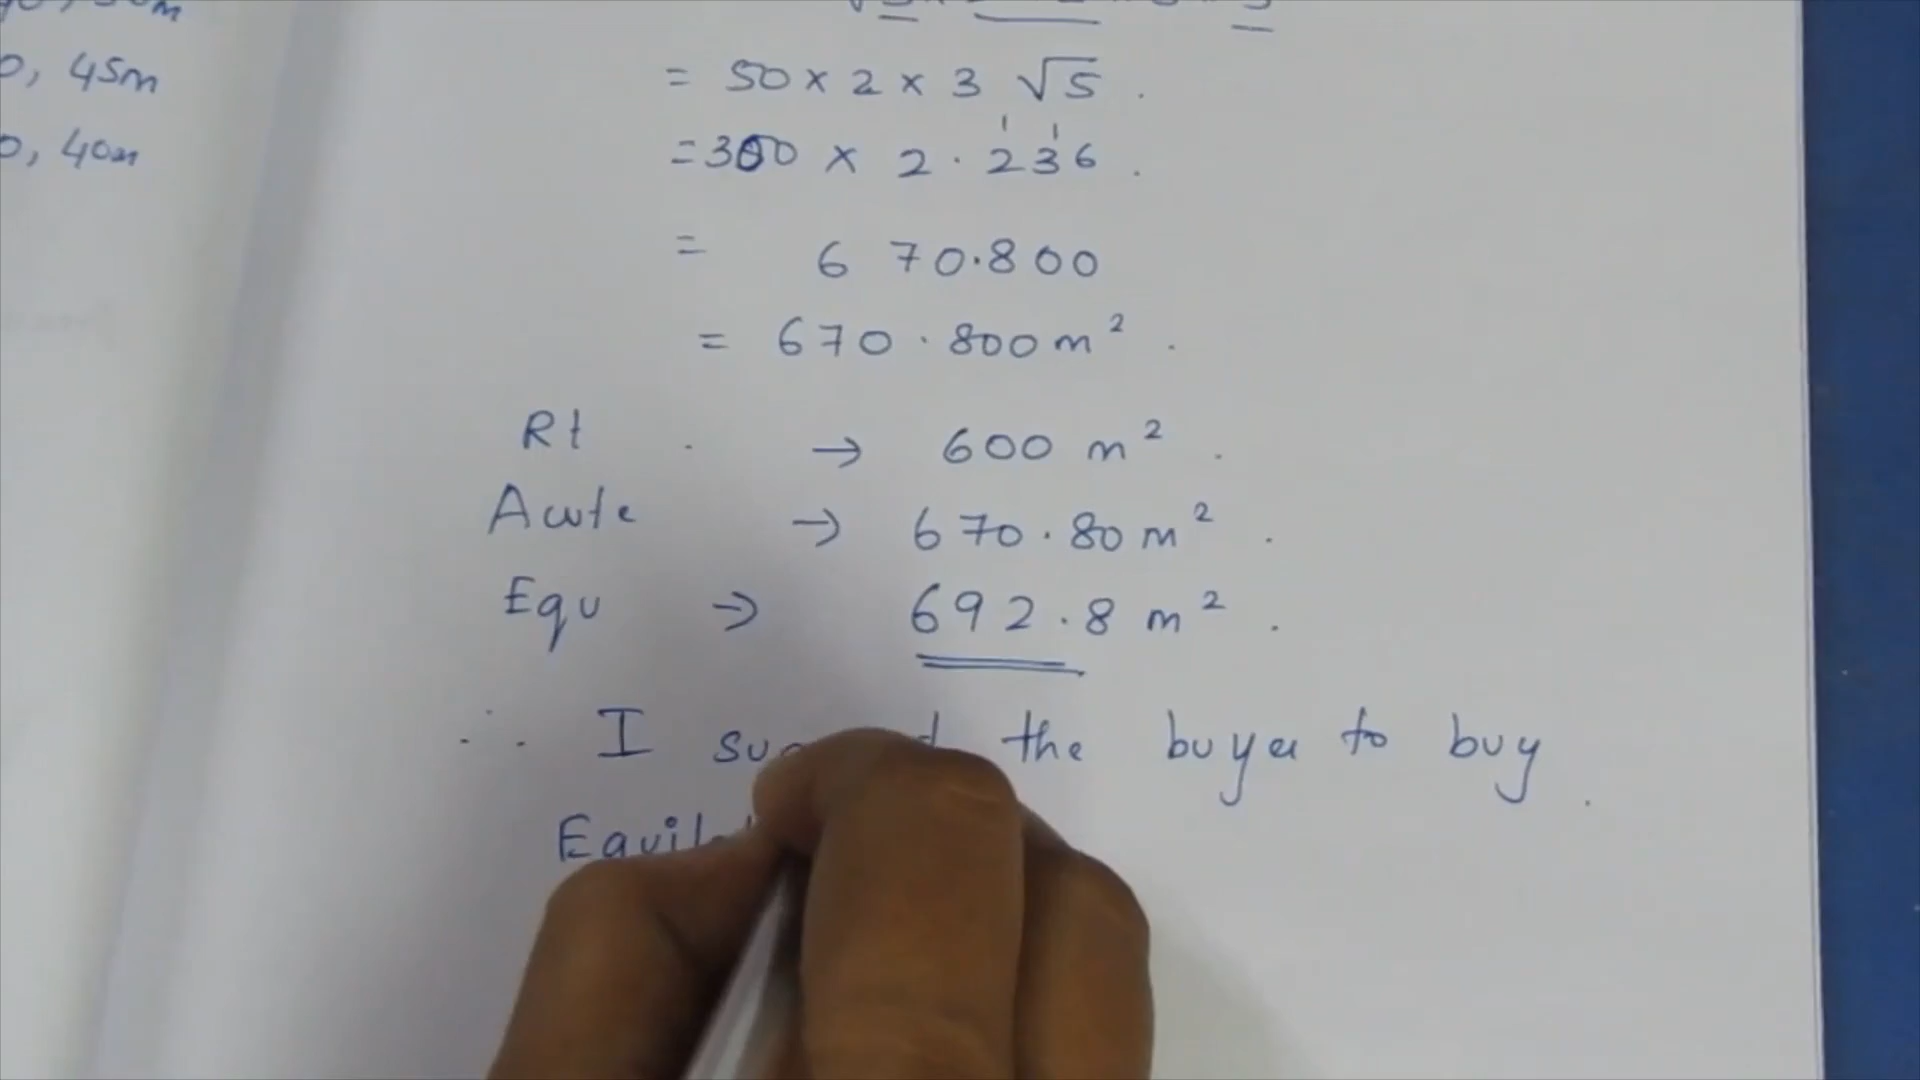 , 45m
, 40m
= 50 × 2 × 3 √5 .
= 300 × 2.236 .
= 6 70.800
= 670.800 m² .
Rt . → 600 m² .
Acute → 670.80 m² .
Equ → 692.8 m² .
∴ I the buyer to buy .